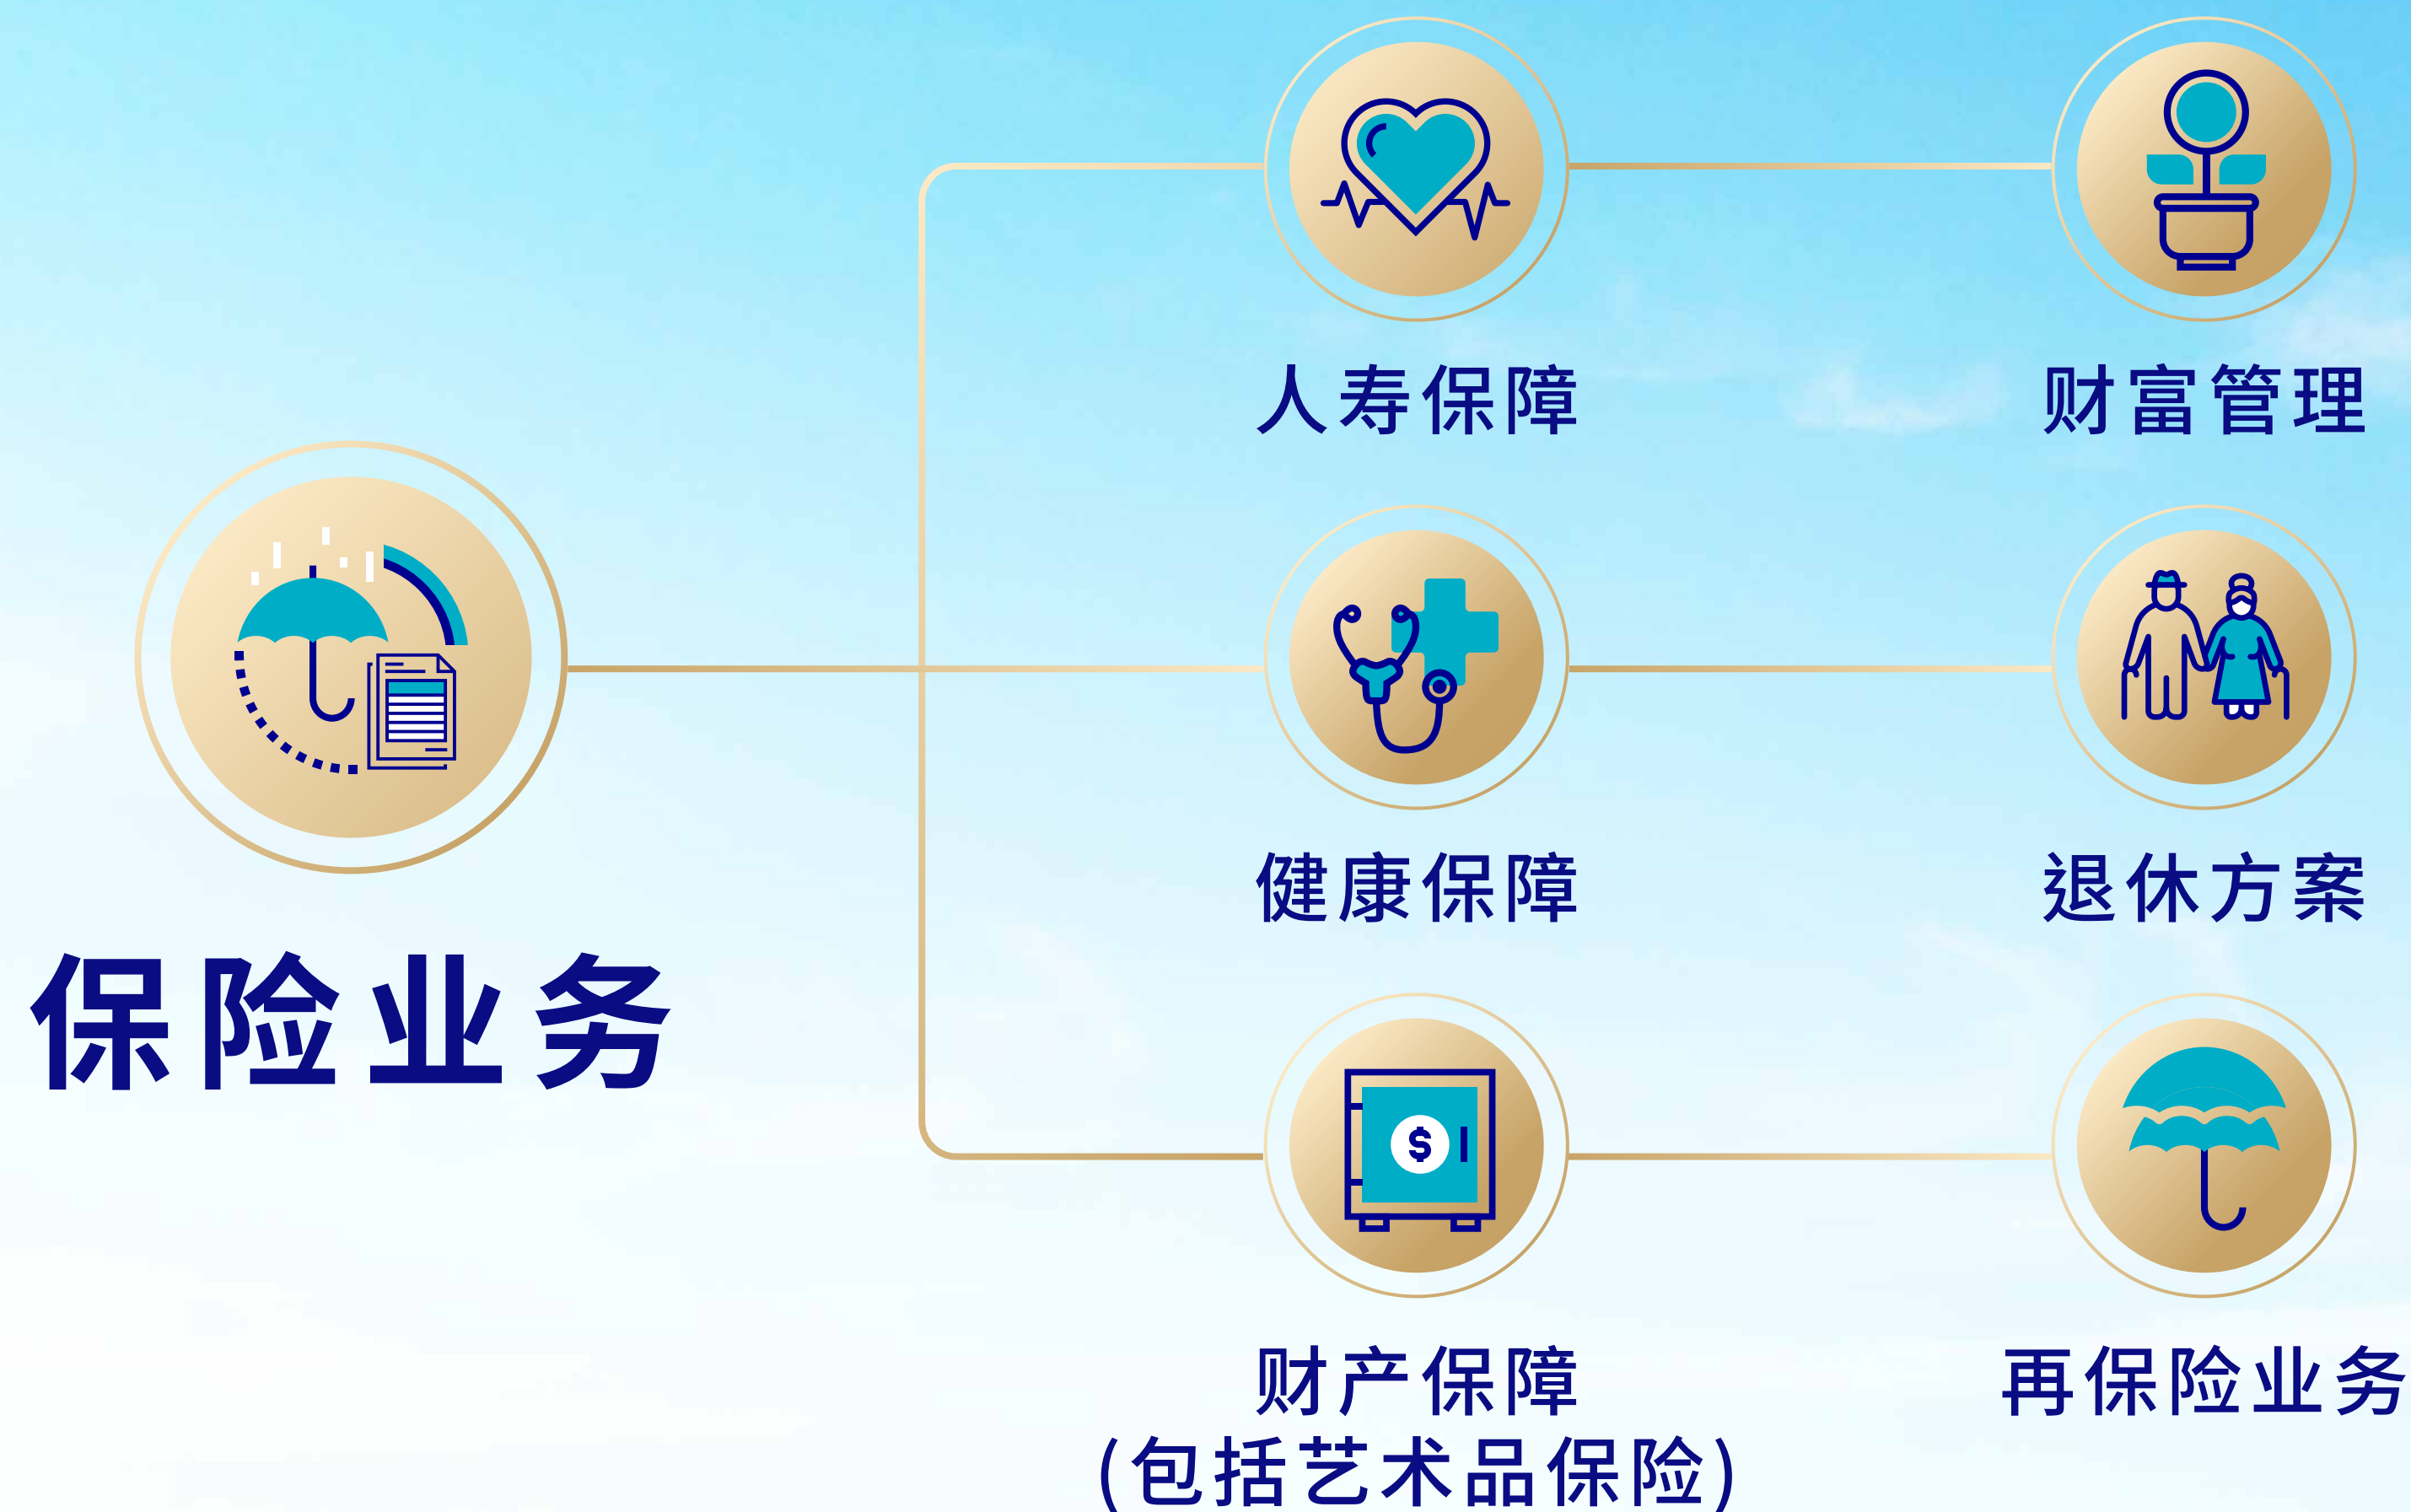 保险业务
人寿保障
财富管理
健康保障
退休方案
财产保障
(包括艺术品保险)
再保险业务
$